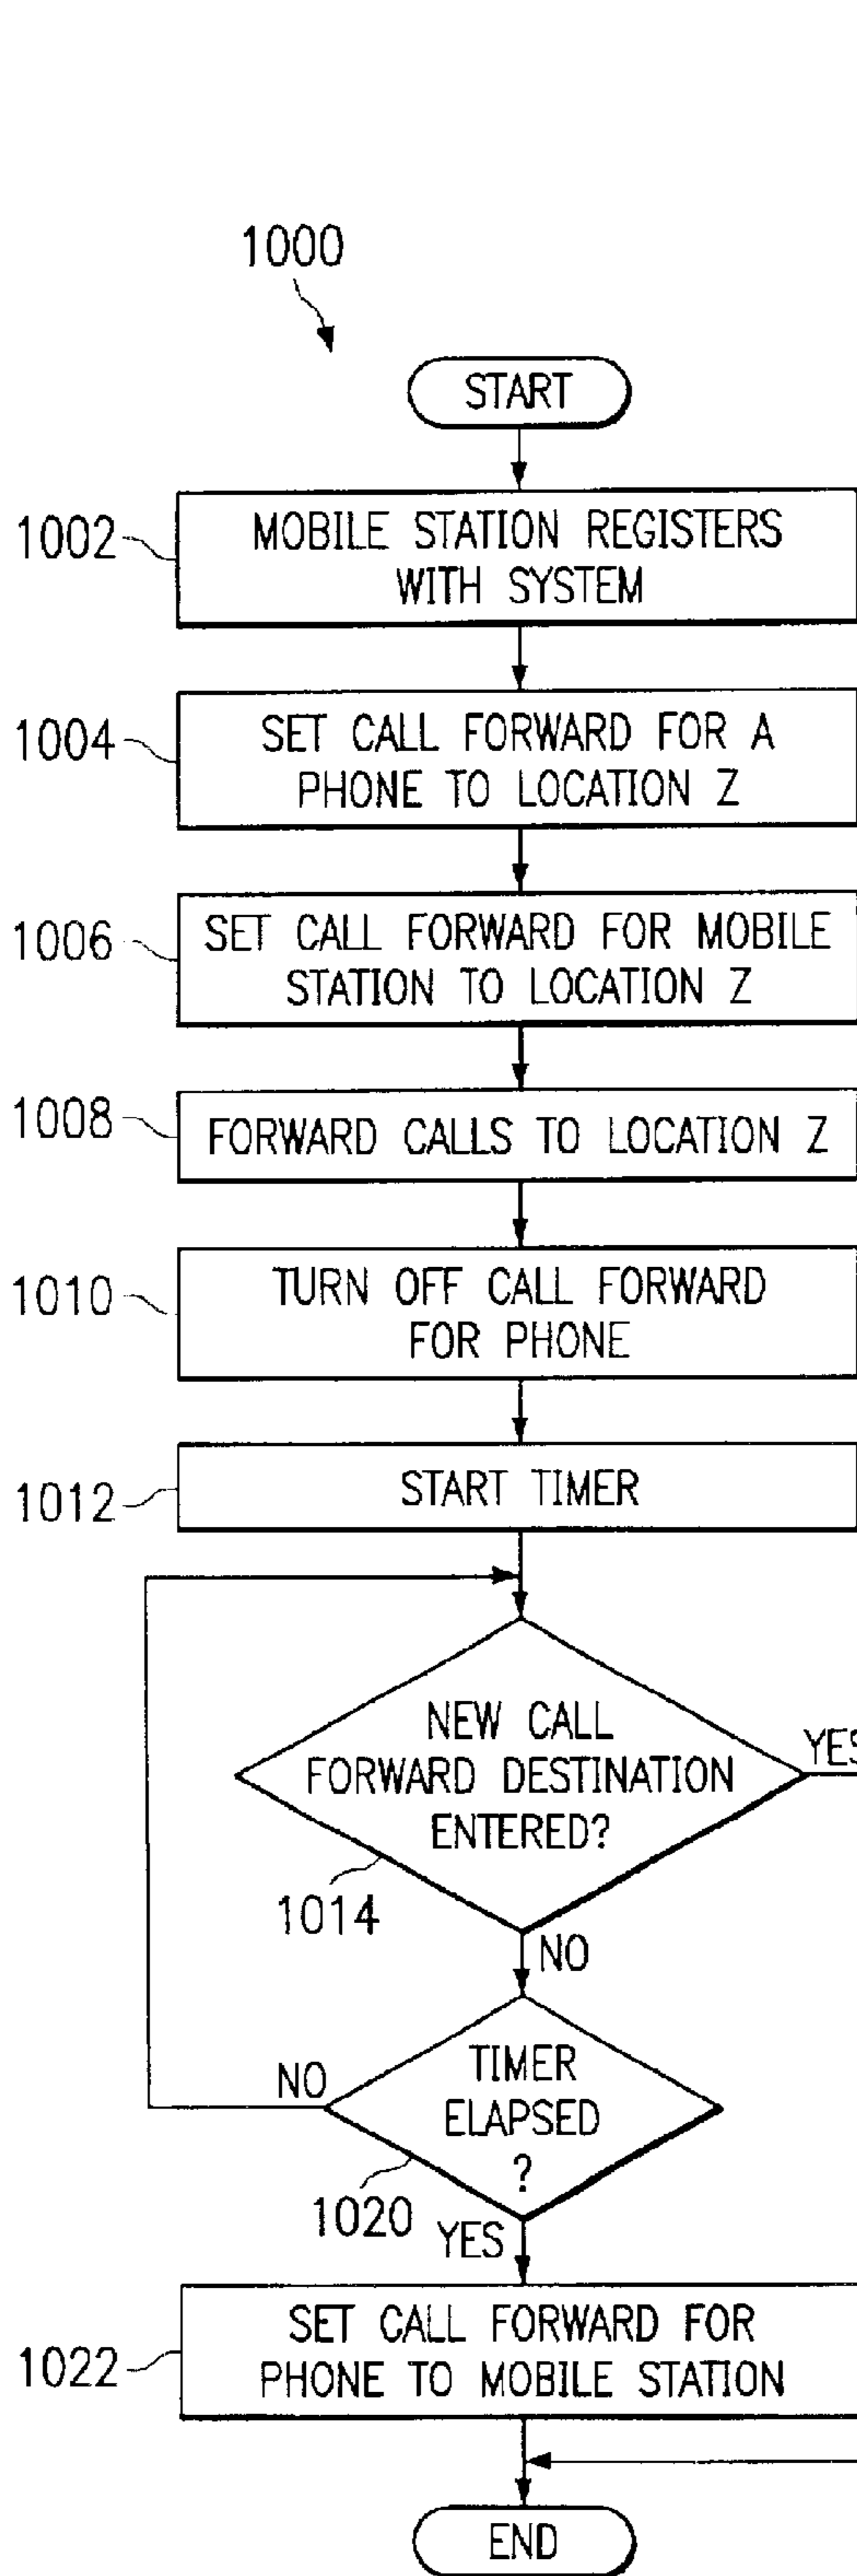 1000
START
1002
MOBILE STATION REGISTERS
WITH SYSTEM
1004
SET CALL FORWARD FOR A
PHONE TO LOCATION Z
1006
SET CALL FORWARD FOR MOBILE
STATION TO LOCATION Z
1008
FORWARD CALLS TO LOCATION Z
1010
TURN OFF CALL FORWARD
FOR PHONE
1012
START TIMER
NEW CALL
FORWARD DESTINATION
ENTERED?
YES
1014
NO
TIMER
ELAPSED
?
NO
1020
YES
1022
SET CALL FORWARD FOR
PHONE TO MOBILE STATION
END